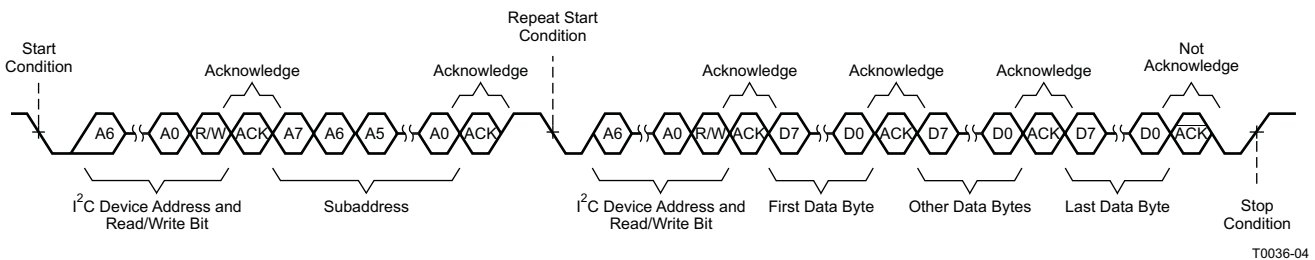 Repeat Start
Condition
Start
Condition
Not
Acknowledge
Acknowledge
Acknowledge
Acknowledge
Acknowledge
Acknowledge
A6 A0 R/W ACK A7 A6 A5 A0 ACK A6 A0 R/W ACK D7 D0 ACK D7 D0 ACK D7 D0 ACK
I2C Device Address and
Read/Write Bit
Subaddress
I2C Device Address and
Read/Write Bit
First Data Byte
Other Data Bytes
Last Data Byte
Stop
Condition
T0036-04